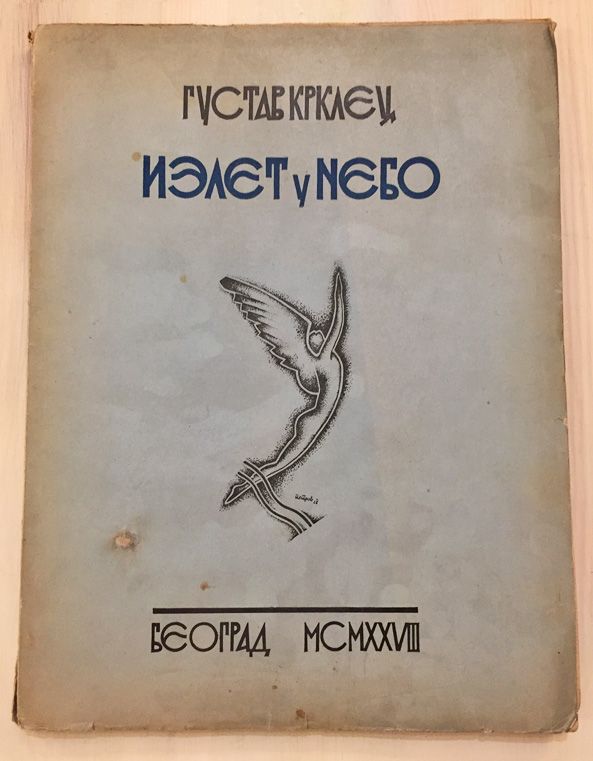 ГУСТАВ КРКЛЕЦ
ИЗЛЕТ у НЕБО
БЕОГРАД MCMXXVIII